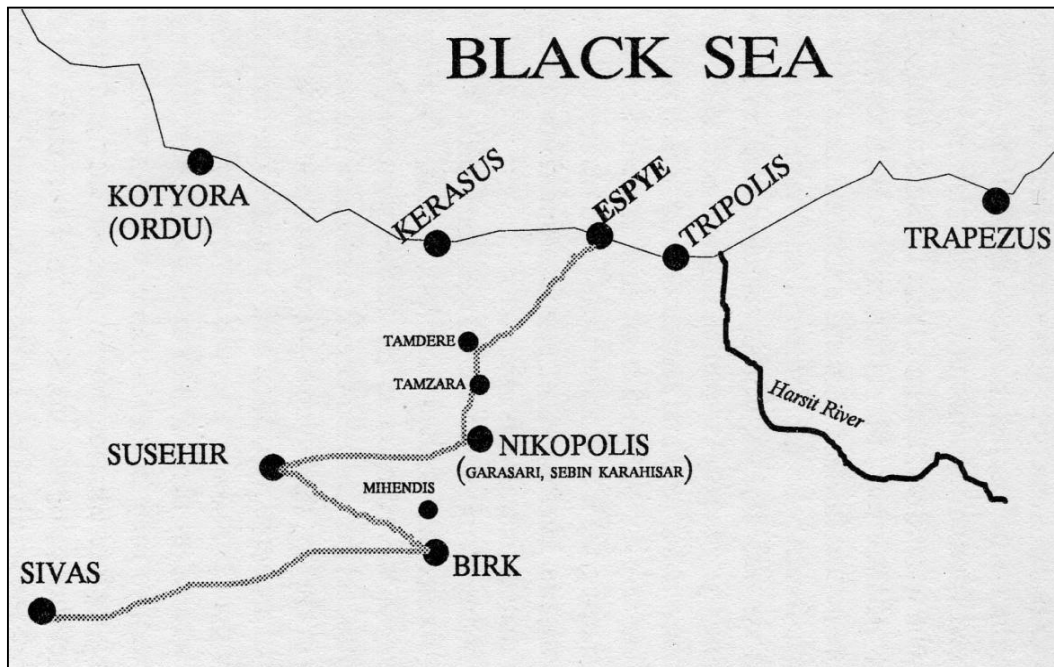 BLACK SEA
KOTYORA
(ORDU)
KERASUS
ESPYE
TRIPOLIS
TRAPEZUS
TAMDERE
TAMZARA
Harsit River
NIKOPOLIS
(GARASARI, SEBIN KARAHISAR)
SUSEHIR
MIHENDIS
BIRK
SIVAS